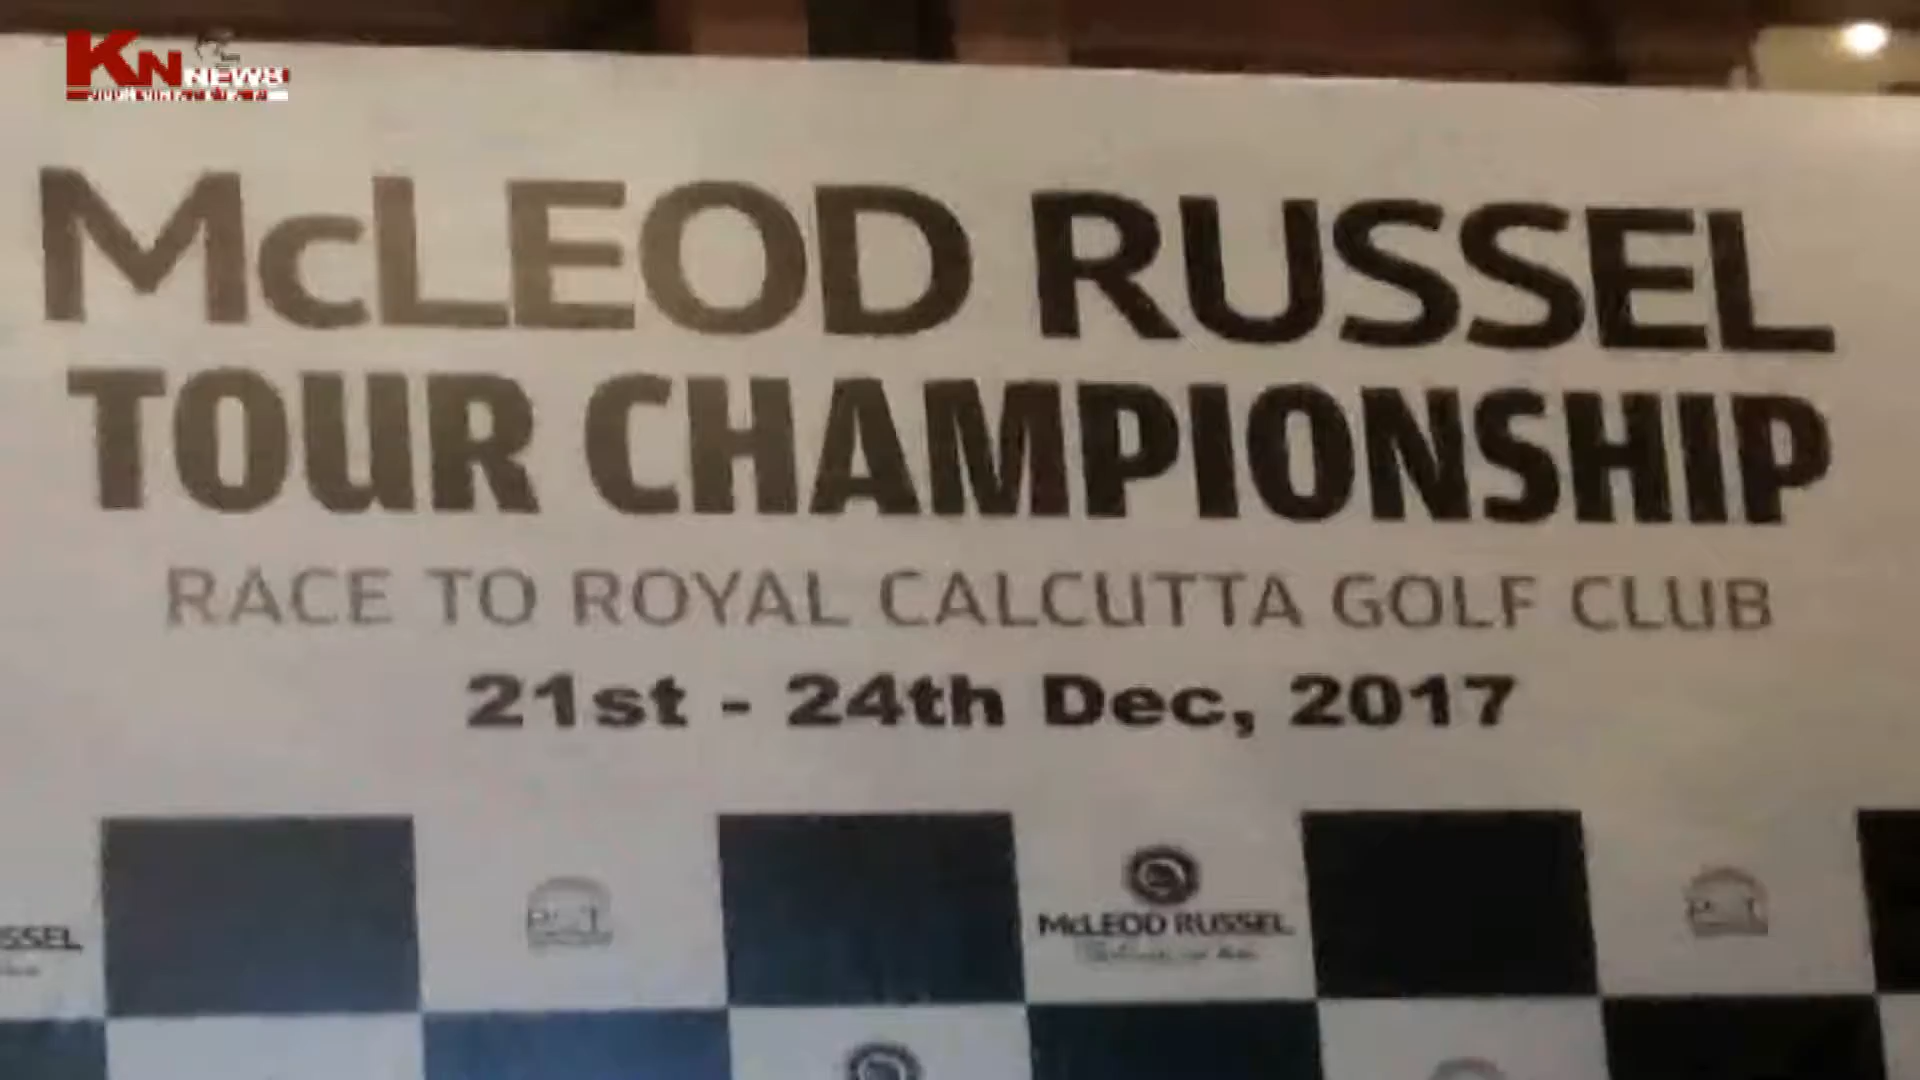 KN NEWS
McLEOD RUSSEL
TOUR CHAMPIONSHIP
RACE TO ROYAL CALCUTTA GOLF CLUB
21st - 24th Dec, 2017
McLEOD RUSSEL